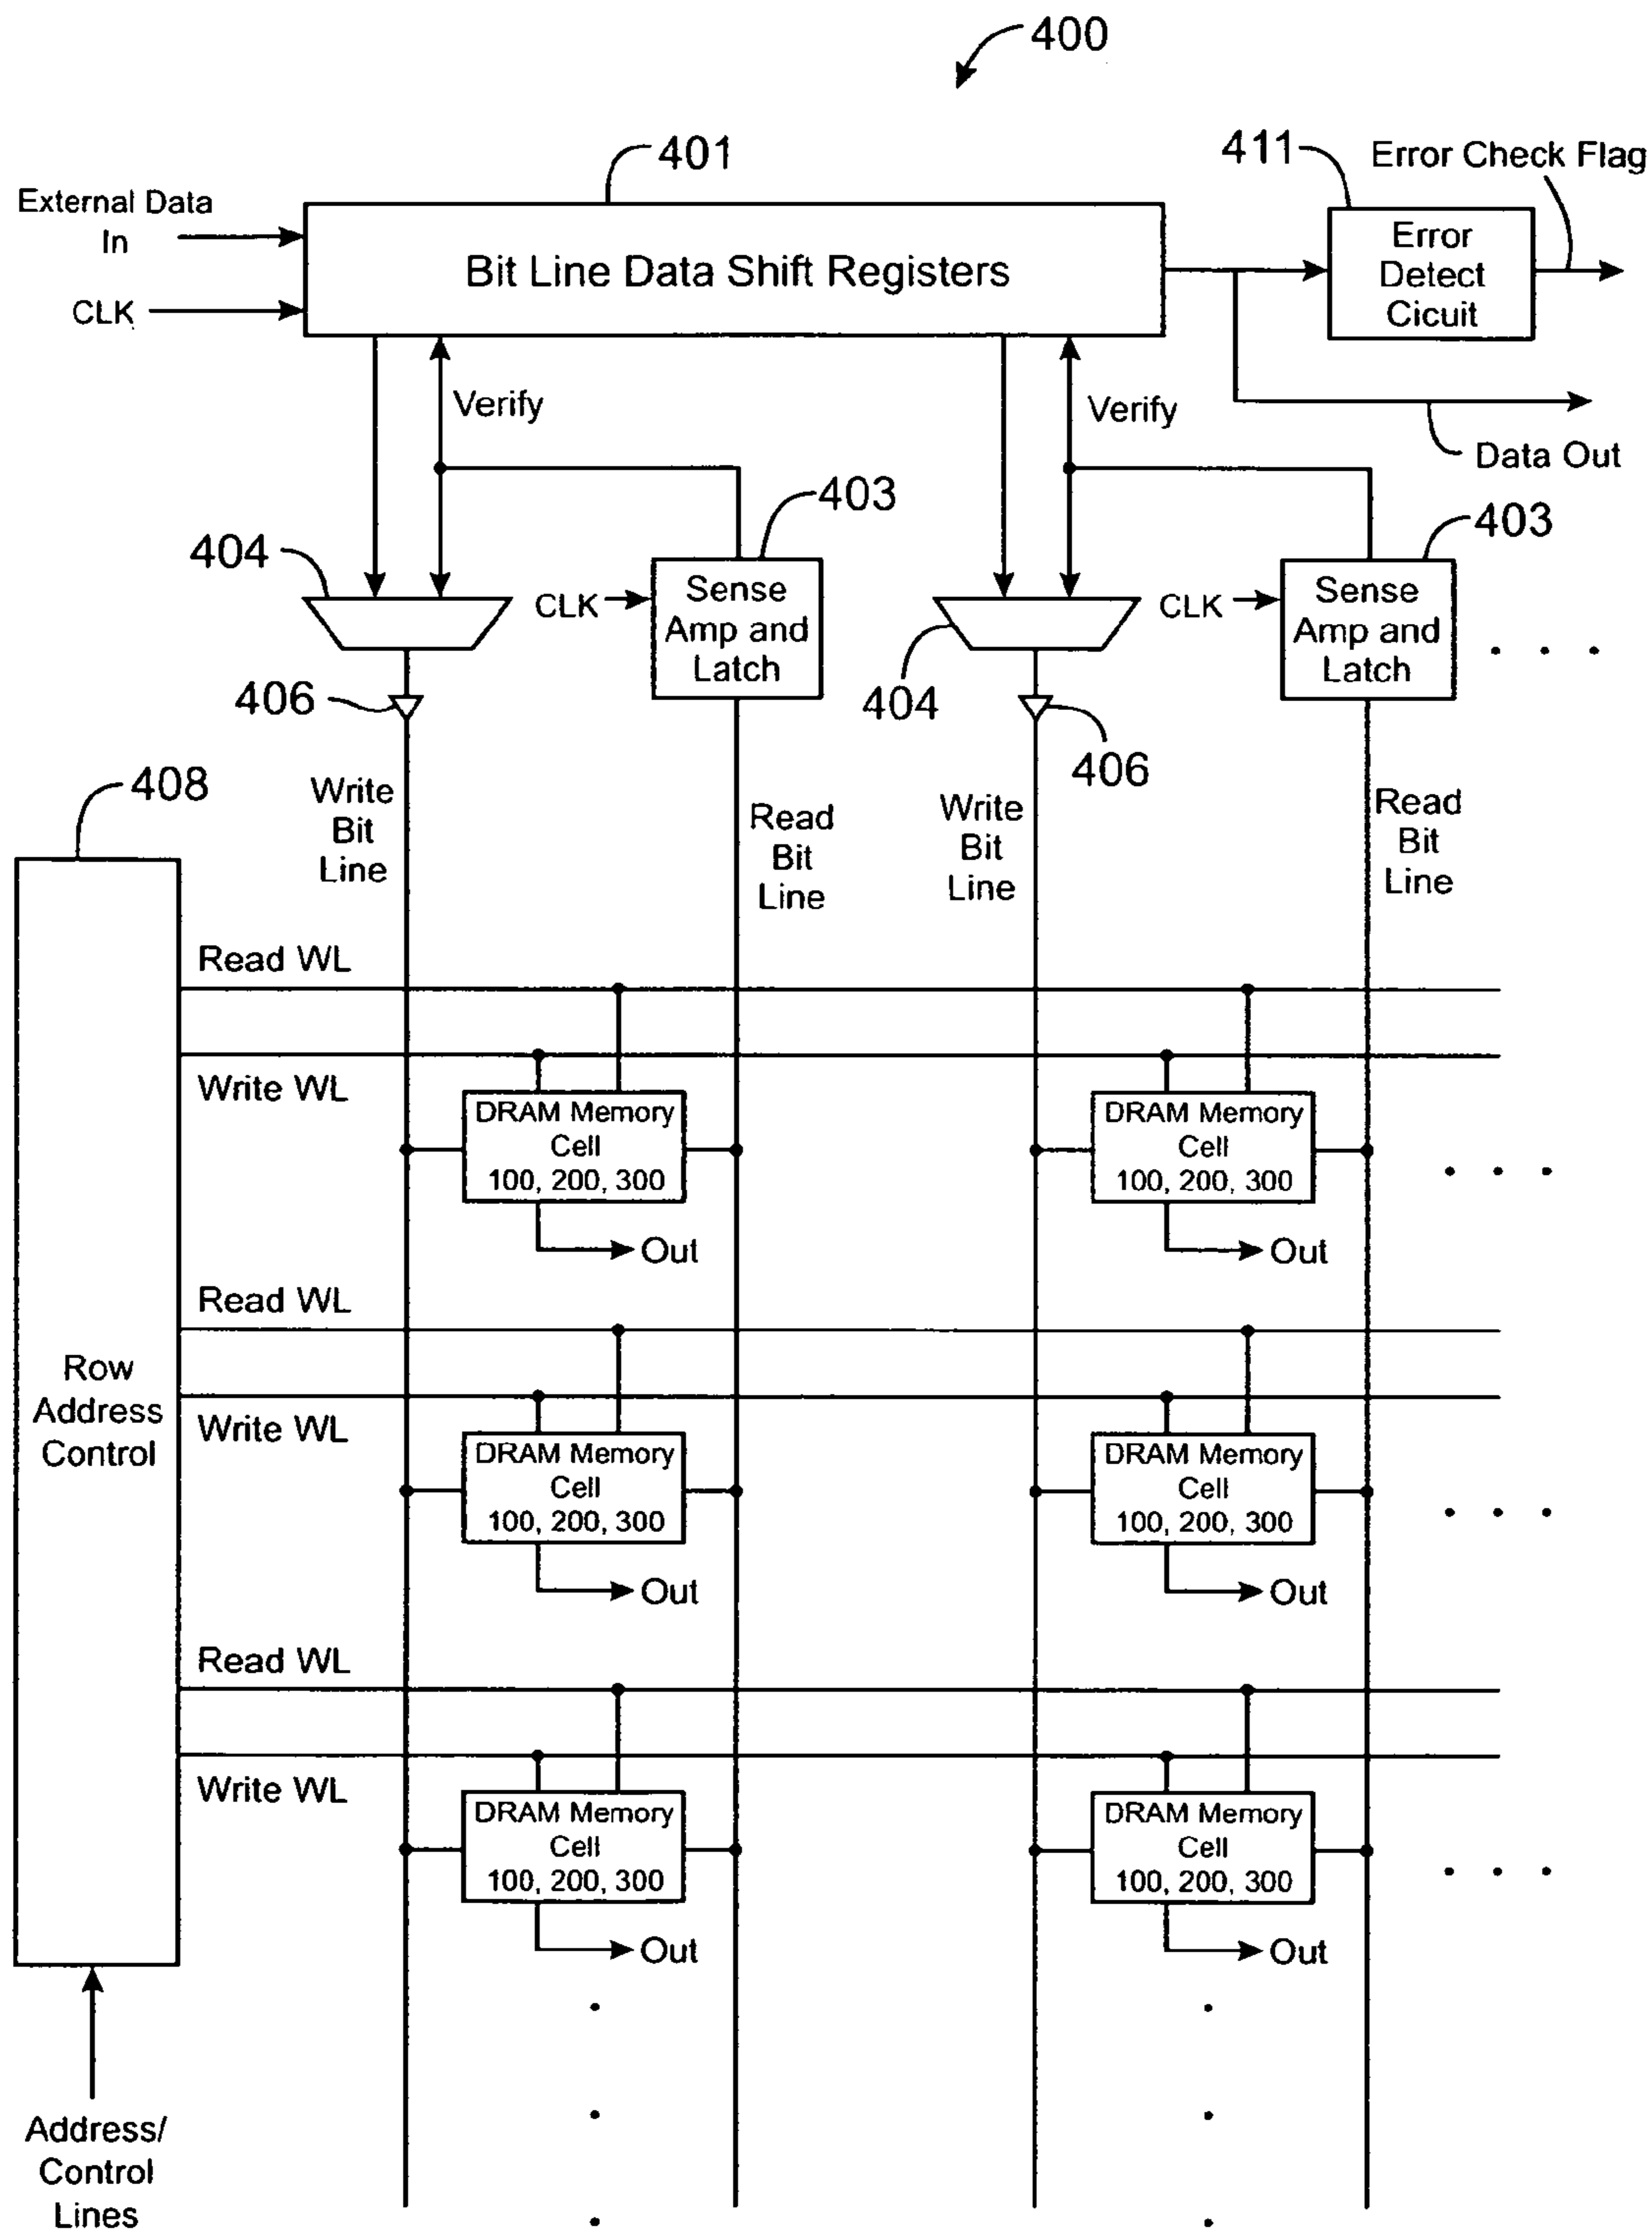 400
401
411
Error Check Flag
External Data
In
CLK
Bit Line Data Shift Registers
Error
Detect
Cicuit
Verify
Verify
Data Out
403
403
404
CLK
Sense
Amp and
Latch
CLK
Sense
Amp and
Latch
. . .
406
404
406
408
Write
Bit
Line
Read
Bit
Line
Write
Bit
Line
Read
Bit
Line
Read WL
Write WL
DRAM Memory
Cell
100, 200, 300
DRAM Memory
Cell
100, 200, 300
. . .
Out
Out
Read WL
Row
Address
Control
Write WL
DRAM Memory
Cell
100, 200, 300
DRAM Memory
Cell
100, 200, 300
. . .
Out
Out
Read WL
Write WL
DRAM Memory
Cell
100, 200, 300
DRAM Memory
Cell
100, 200, 300
. . .
Out
Out
Address/
Control
Lines